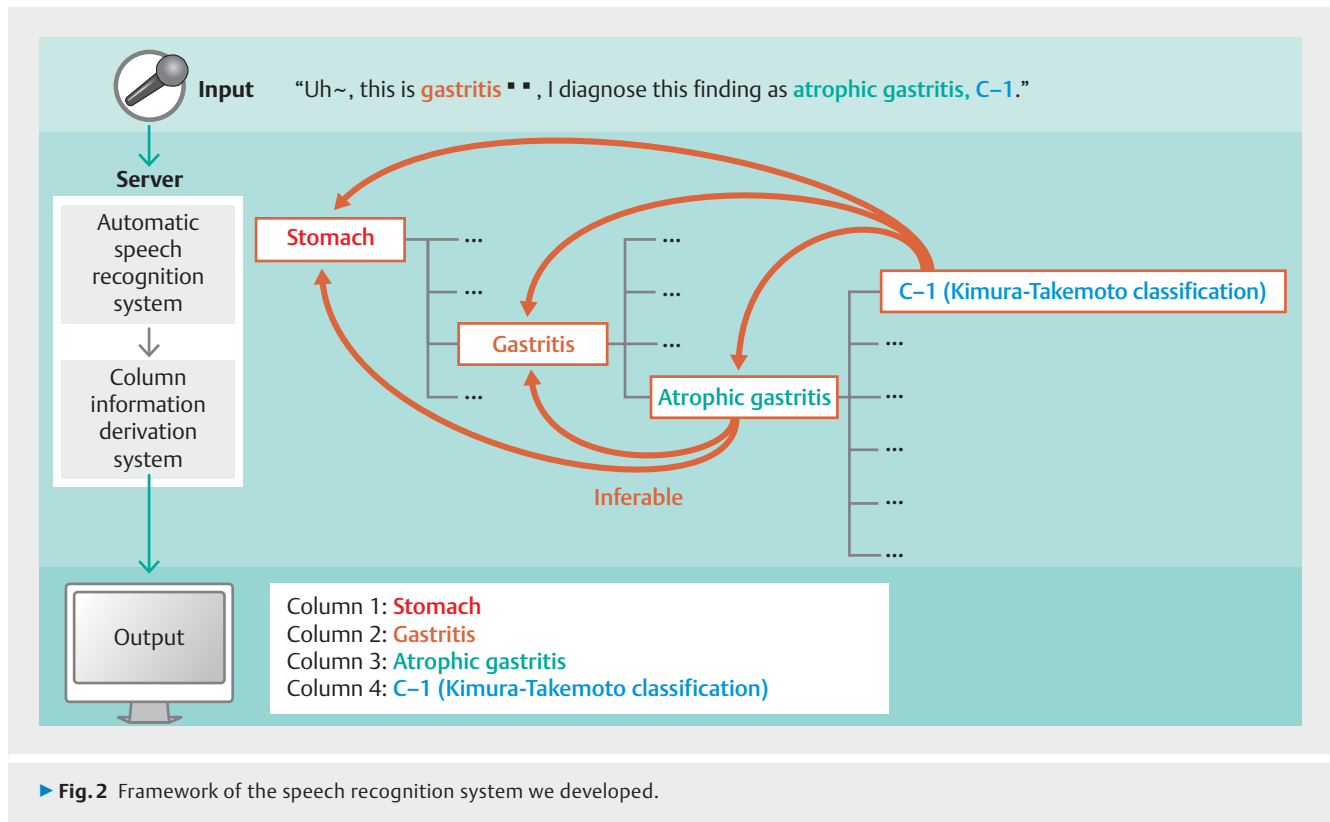 Input “Uh~, this is gastritis ▪ ▪ , I diagnose this finding as atrophic gastritis, C–1.”
Server
Automatic
speech
recognition
system
Column
information
derivation
system
Stomach
...
...
...
Gastritis
...
...
...
Atrophic gastritis
C–1 (Kimura-Takemoto classification)
...
...
...
...
...
Inferable
Output
Column 1: Stomach
Column 2: Gastritis
Column 3: Atrophic gastritis
Column 4: C–1 (Kimura-Takemoto classification)
▶ Fig. 2 Framework of the speech recognition system we developed.